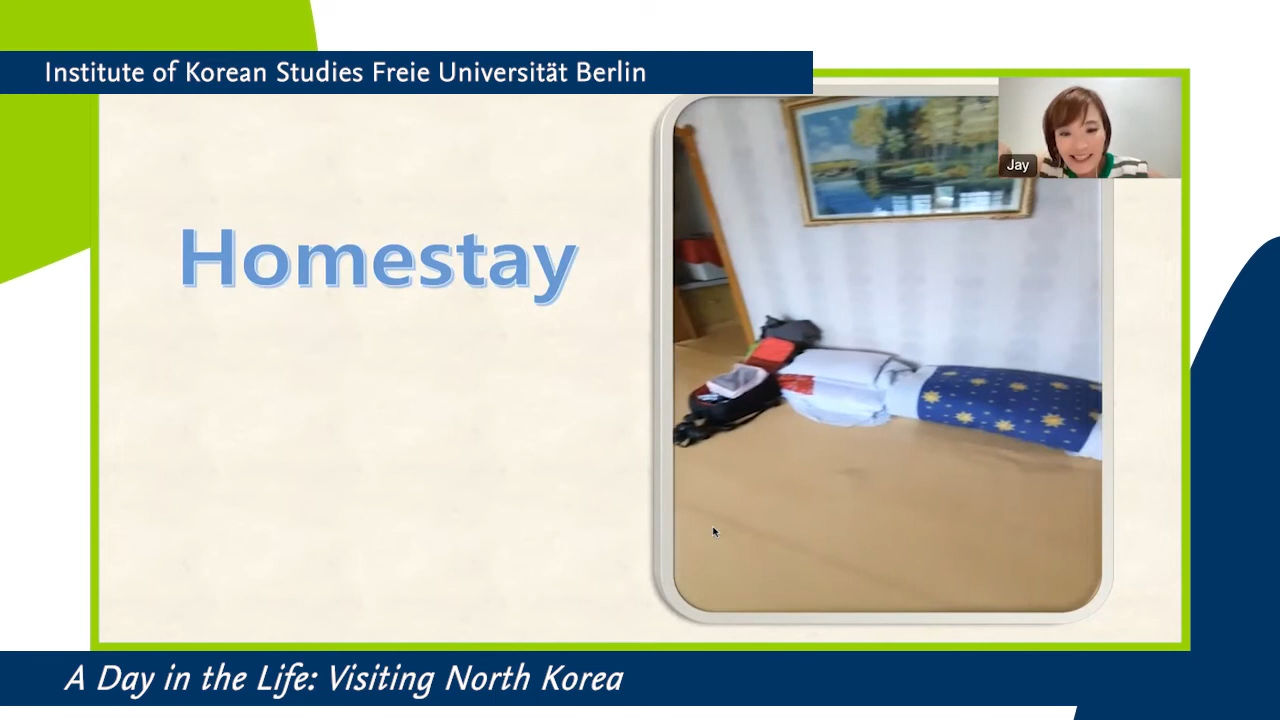 Institute of Korean Studies Freie Universität Berlin
Jay
Homestay
A Day in the Life: Visiting North Korea